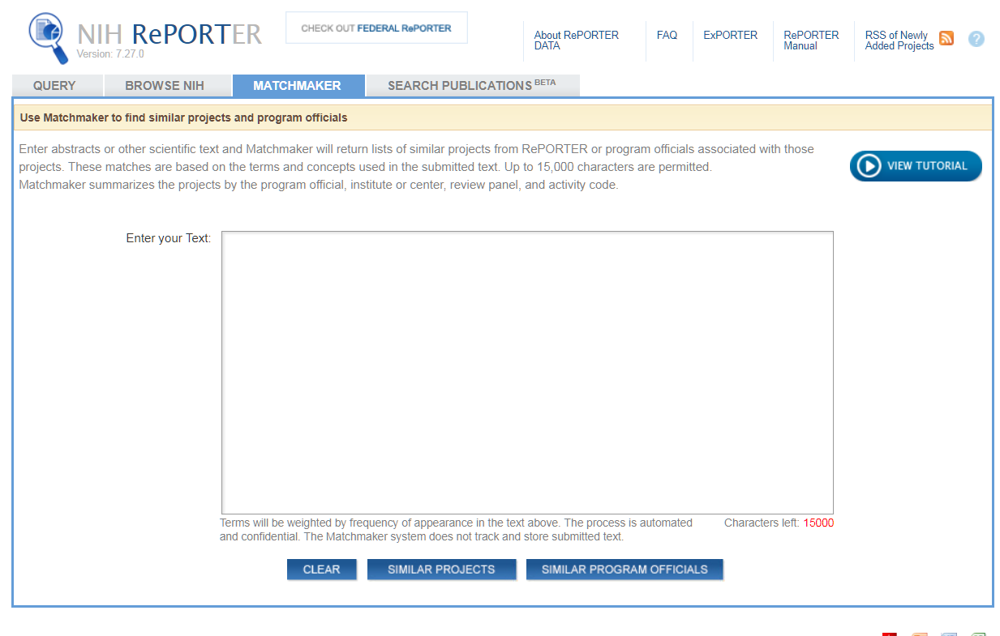 NIH RePORTER
Version: 7.27.0
CHECK OUT FEDERAL RePORTER
About RePORTER
DATA
FAQ
ExPORTER
RePORTER
Manual
RSS of Newly
Added Projects
?
QUERY
BROWSE NIH
MATCHMAKER
SEARCH PUBLICATIONS BETA
Use Matchmaker to find similar projects and program officials
Enter abstracts or other scientific text and Matchmaker will return lists of similar projects from RePORTER or program officials associated with those
projects. These matches are based on the terms and concepts used in the submitted text. Up to 15,000 characters are permitted.
Matchmaker summarizes the projects by the program official, institute or center, review panel, and activity code.
VIEW TUTORIAL
Enter your Text:
Terms will be weighted by frequency of appearance in the text above. The process is automated
and confidential. The Matchmaker system does not track and store submitted text.
Characters left: 15000
CLEAR
SIMILAR PROJECTS
SIMILAR PROGRAM OFFICIALS